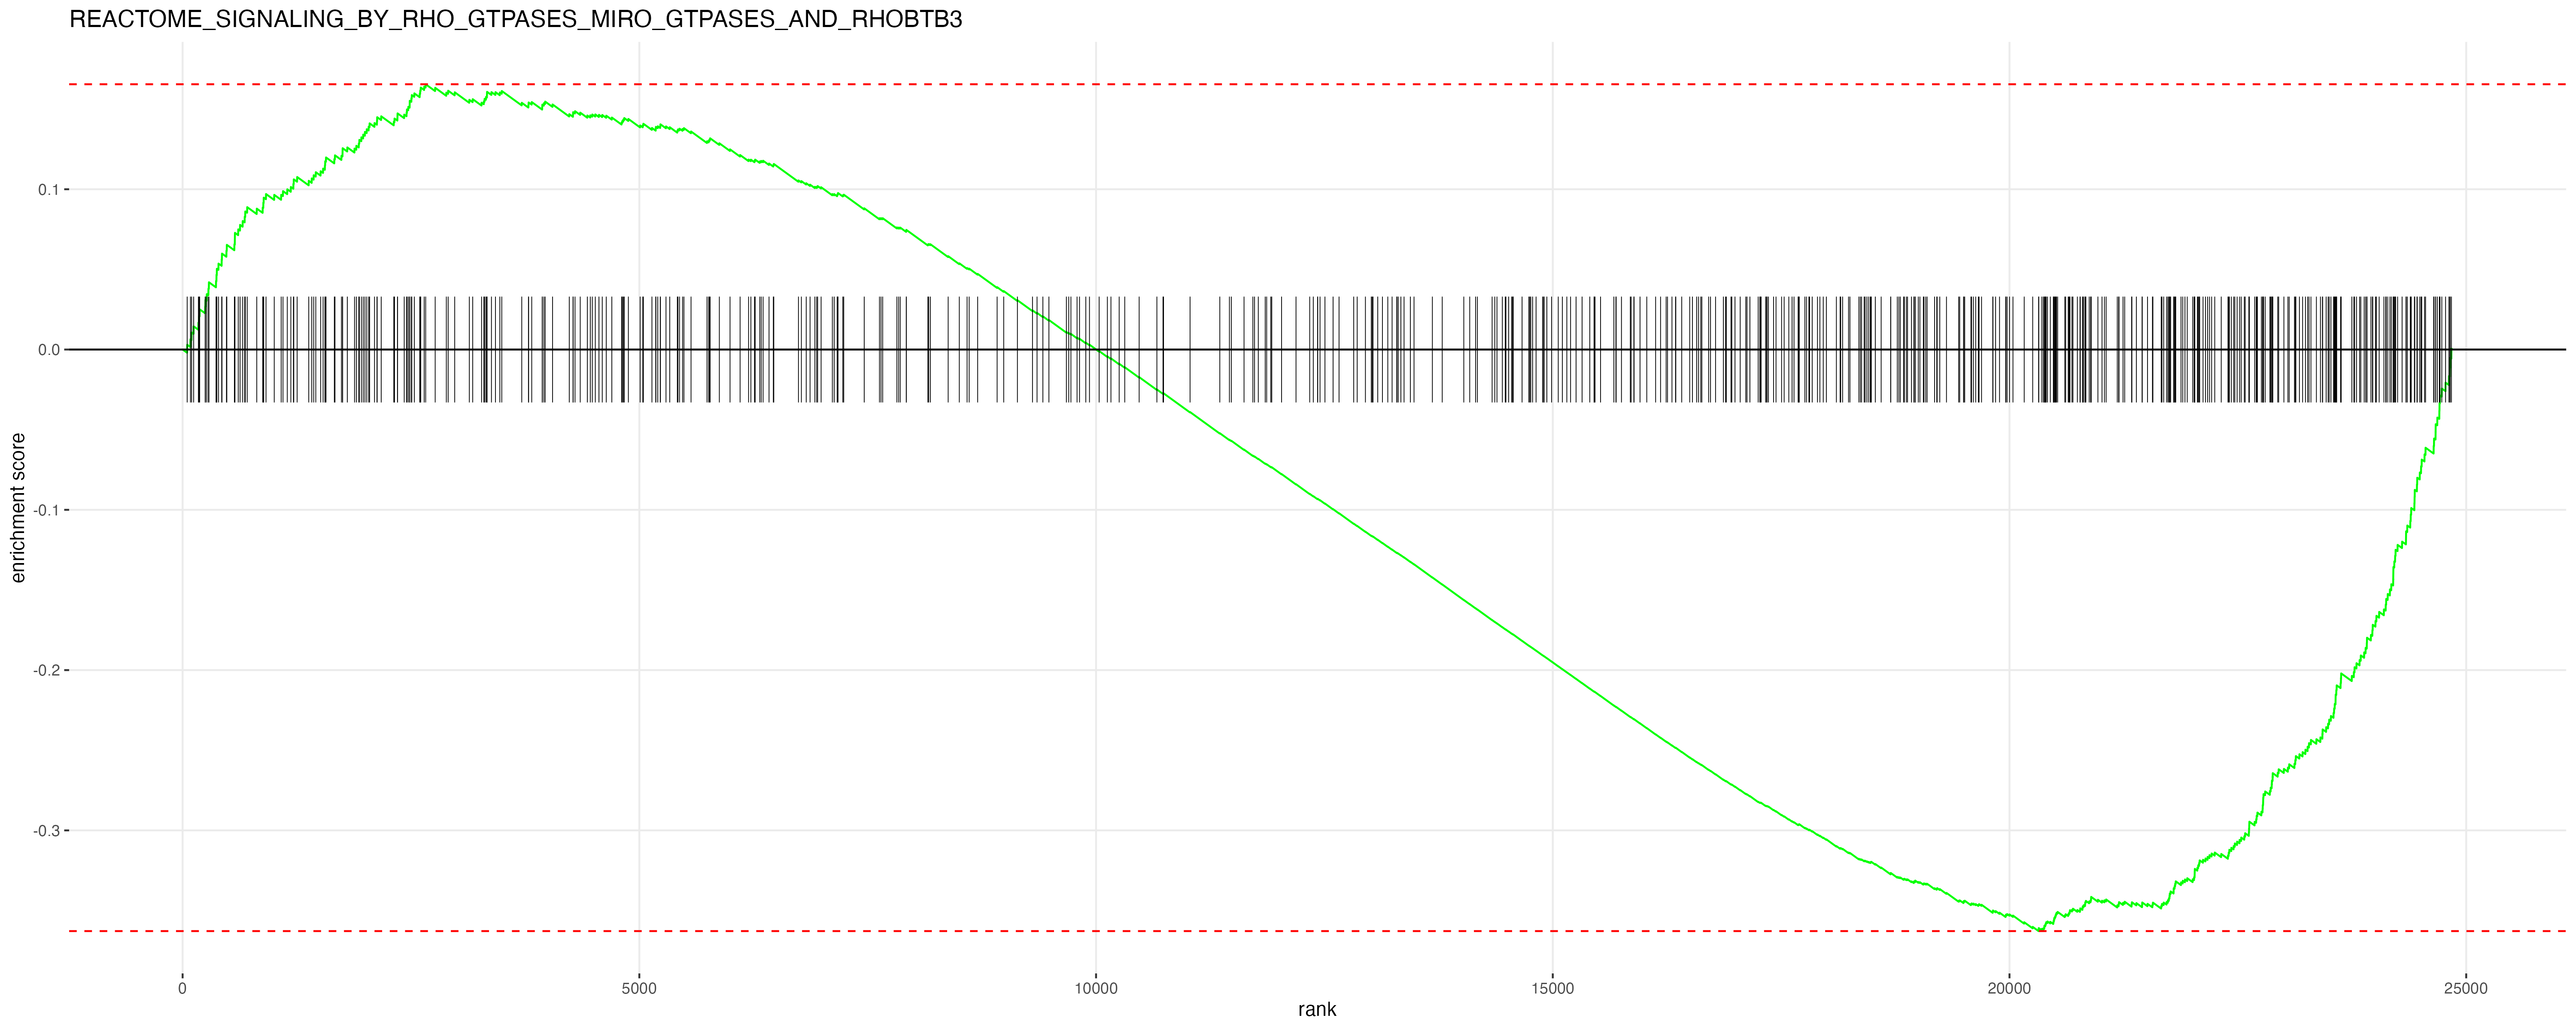 REACTOME_SIGNALING_BY_RHO_GTPASES_MIRO_GTPASES_AND_RHOBTB3
enrichment score
0.1
0.0
-0.1
-0.2
-0.3
0 5000 10000 15000 20000 25000
rank